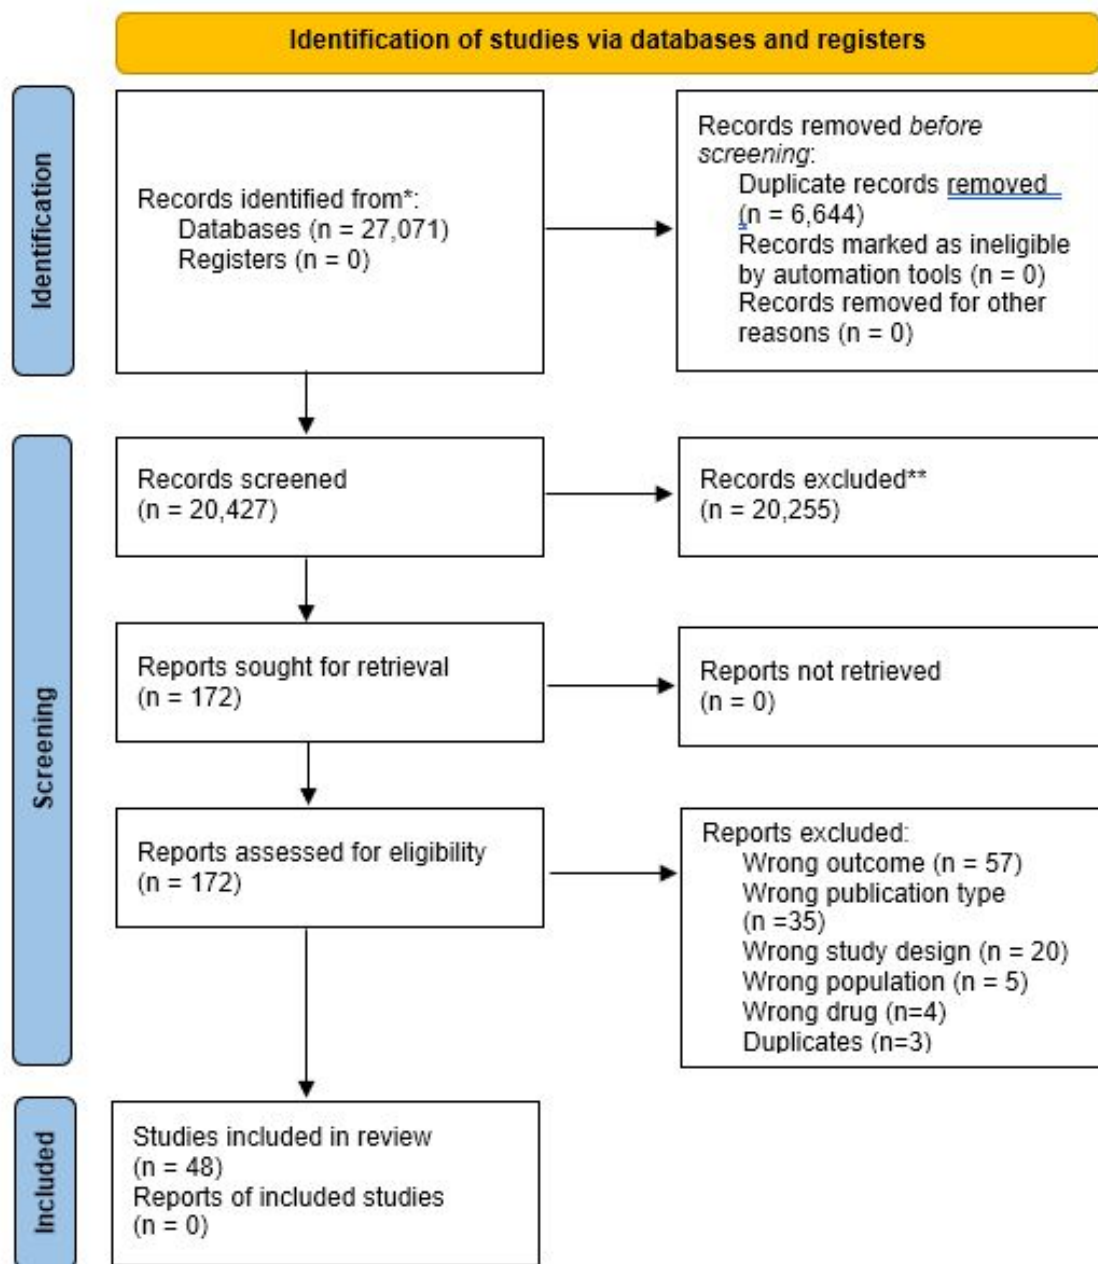 Identification of studies via databases and registers
Identification
Records identified from*:
Databases (n = 27,071)
Registers (n = 0)
Records removed before
screening:
Duplicate records removed
(n = 6,644)
Records marked as ineligible
by automation tools (n = 0)
Records removed for other
reasons (n = 0)
Screening
Records screened
(n = 20,427)
Records excluded**
(n = 20,255)
Reports sought for retrieval
(n = 172)
Reports not retrieved
(n = 0)
Reports assessed for eligibility
(n = 172)
Reports excluded:
Wrong outcome (n = 57)
Wrong publication type
(n =35)
Wrong study design (n = 20)
Wrong population (n = 5)
Wrong drug (n=4)
Duplicates (n=3)
Included
Studies included in review
(n = 48)
Reports of included studies
(n = 0)